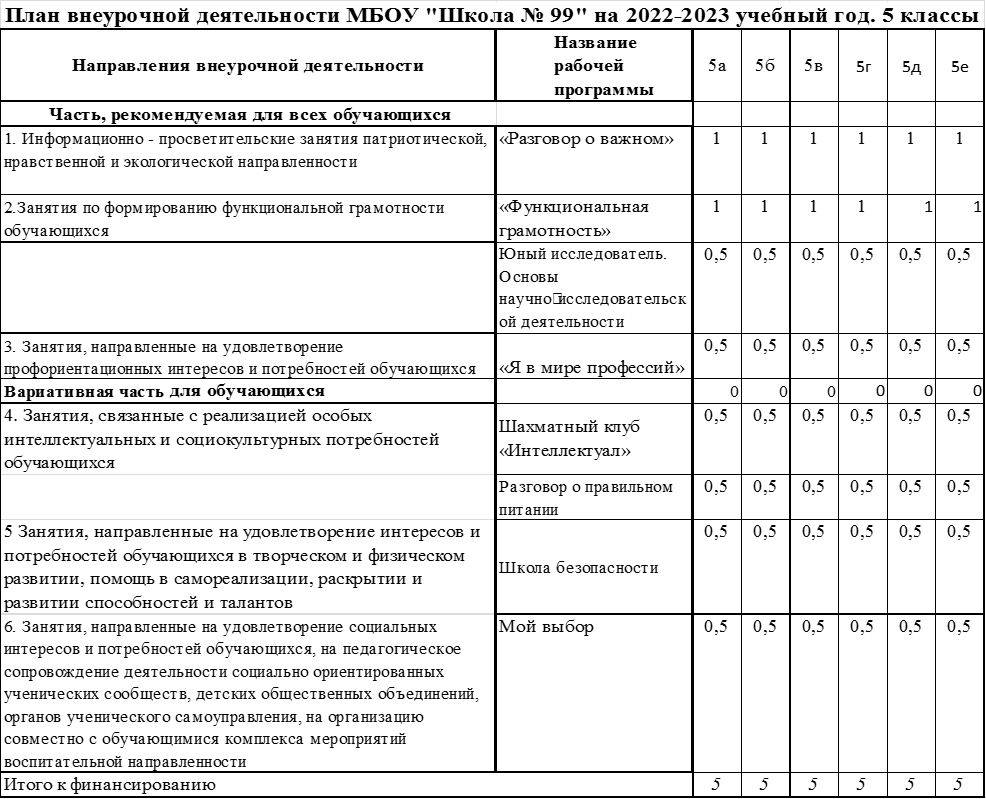 План внеурочной деятельности МБОУ "Школа № 99" на 2022-2023 учебный год. 5 классы
Направления внеурочной деятельности
Название
рабочей
программы
5а 5б 5в 5г 5д 5е
Часть, рекомендуемая для всех обучающихся
1. Информационно - просветительские занятия патриотической,
нравственной и экологической направленности
«Разговор о важном»
1 1 1 1 1 1
2.Занятия по формированию функциональной грамотности
обучающихся
«Функциональная
грамотность»
1 1 1 1 1 1
Юный исследователь.
Основы
научно исследовательск
ой деятельности
0,5 0,5 0,5 0,5 0,5 0,5
3. Занятия, направленные на удовлетворение
профориентационных интересов и потребностей обучающихся
«Я в мире профессий»
0,5 0,5 0,5 0,5 0,5 0,5
Вариативная часть для обучающихся
0 0 0 0 0 0
4. Занятия, связанные с реализацией особых
интеллектуальных и социокультурных потребностей
обучающихся
Шахматный клуб
«Интеллектуал»
0,5 0,5 0,5 0,5 0,5 0,5
Разговор о правильном
питании
0,5 0,5 0,5 0,5 0,5 0,5
5 Занятия, направленные на удовлетворение интересов и
потребностей обучающихся в творческом и физическом
развитии, помощь в самореализации, раскрытии и
развитии способностей и талантов
Школа безопасности
0,5 0,5 0,5 0,5 0,5 0,5
6. Занятия, направленные на удовлетворение социальных
интересов и потребностей обучающихся, на педагогическое
сопровождение деятельности социально ориентированных
ученических сообществ, детских общественных объединений,
органов ученического самоуправления, на организацию
совместно с обучающимися комплекса мероприятий
воспитательной направленности
Мой выбор
0,5 0,5 0,5 0,5 0,5 0,5
Итого к финансированию
5 5 5 5 5 5